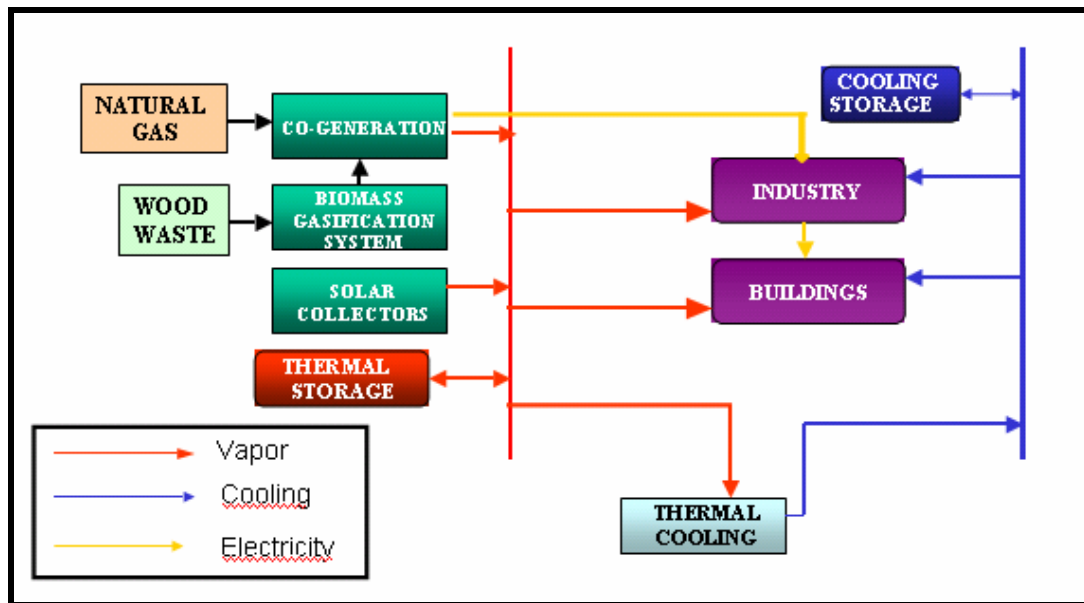 NATURAL
GAS
CO-GENERATION
COOLING
STORAGE
WOOD
WASTE
BIOMASS
GASIFICATION
SYSTEM
INDUSTRY
SOLAR
COLLECTORS
BUILDINGS
THERMAL
STORAGE
Vapor
Cooling
Electricity
THERMAL
COOLING